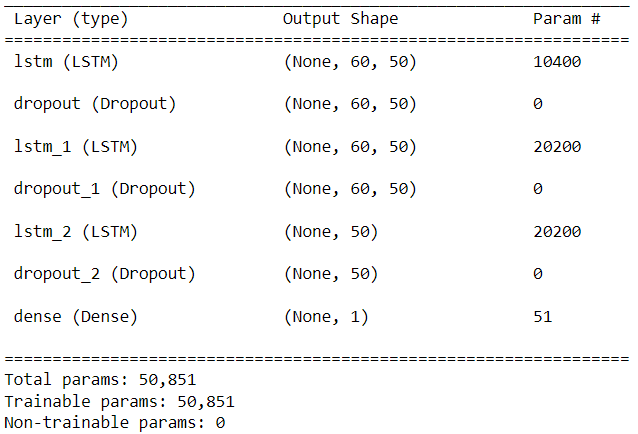 Layer (type) Output Shape Param #
=================================================================
lstm (LSTM) (None, 60, 50) 10400
dropout (Dropout) (None, 60, 50) 0
lstm_1 (LSTM) (None, 60, 50) 20200
dropout_1 (Dropout) (None, 60, 50) 0
lstm_2 (LSTM) (None, 50) 20200
dropout_2 (Dropout) (None, 50) 0
dense (Dense) (None, 1) 51
=================================================================
Total params: 50,851
Trainable params: 50,851
Non-trainable params: 0